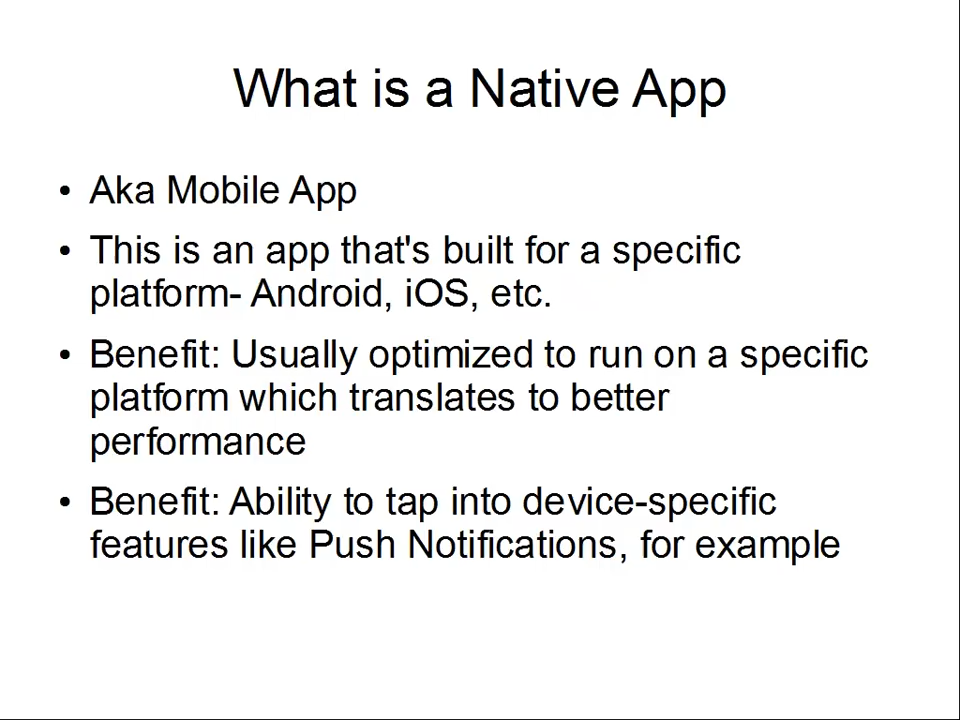 What is a Native App
• Aka Mobile App
• This is an app that's built for a specific
platform- Android, iOS, etc.
• Benefit: Usually optimized to run on a specific
platform which translates to better
performance
• Benefit: Ability to tap into device-specific
features like Push Notifications, for example